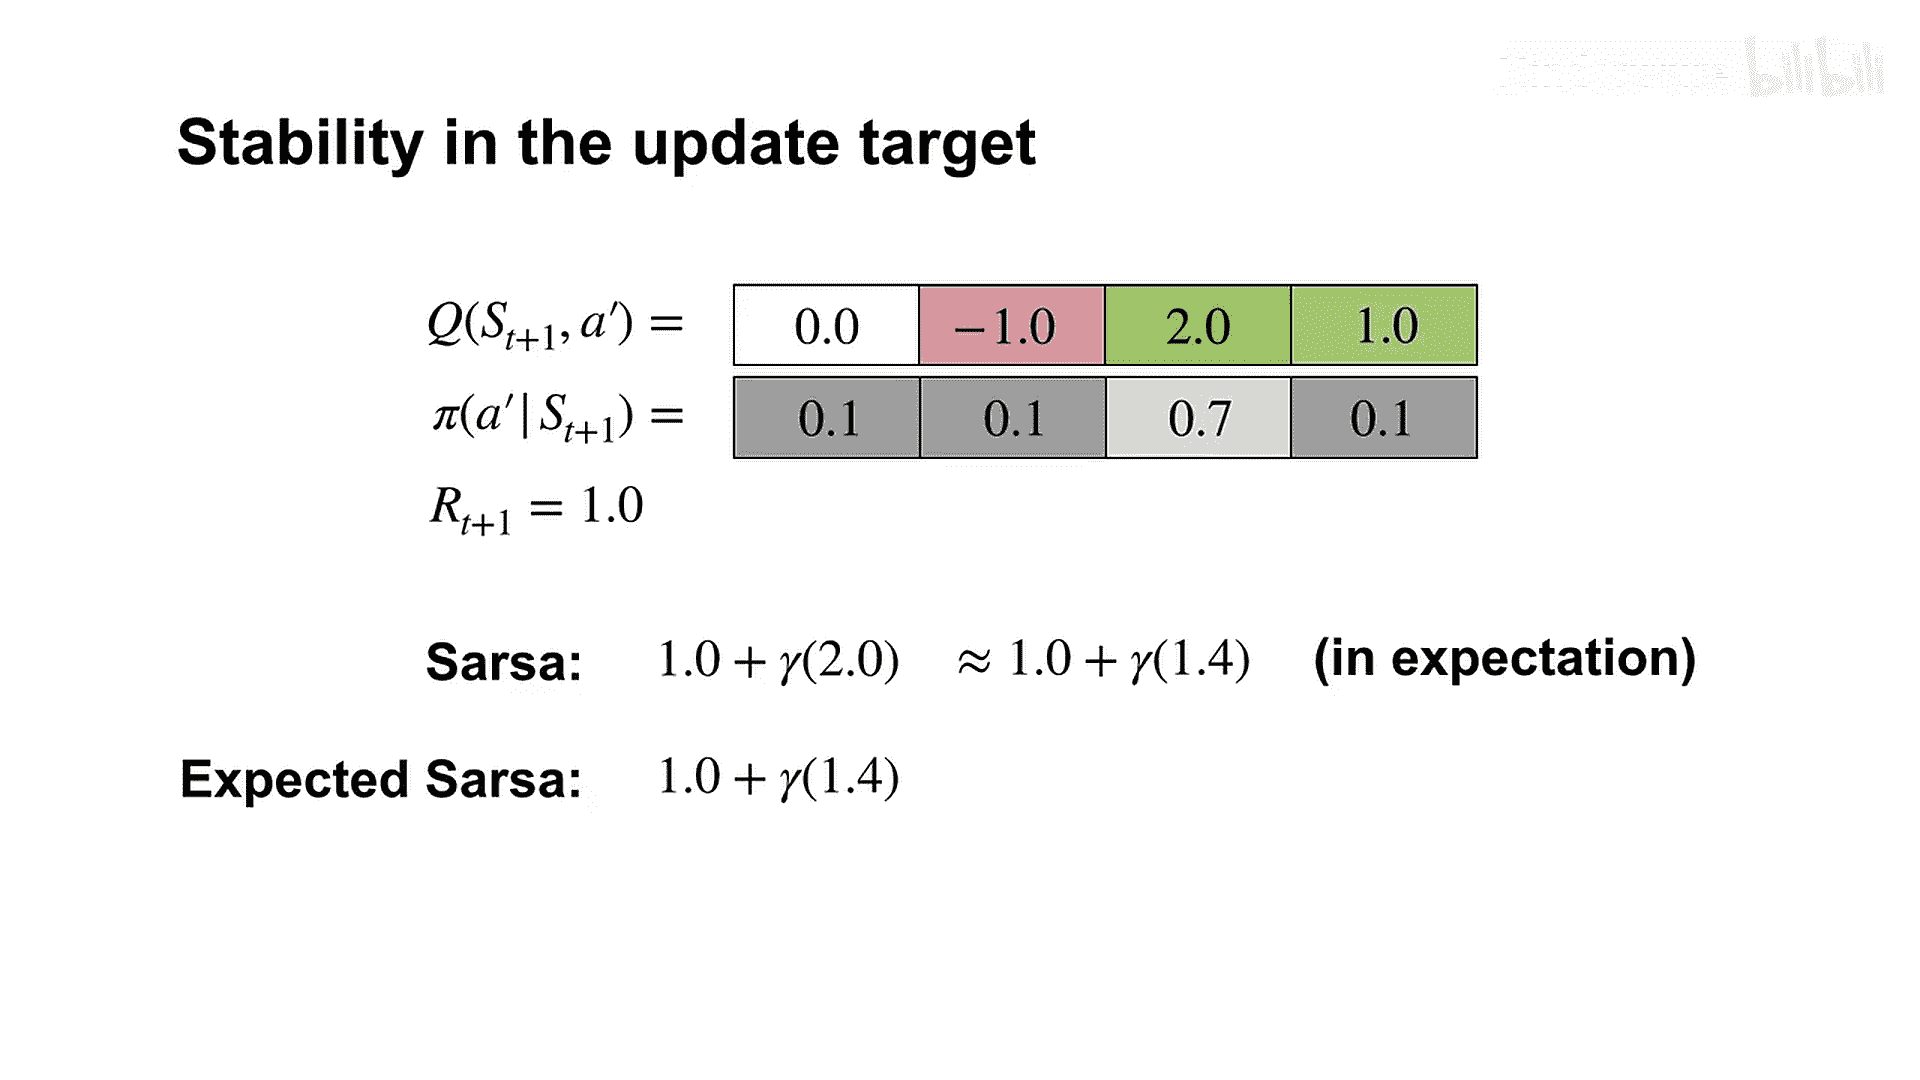 bilibili
Stability in the update target
Q(S_{t+1}, a′) = 0.0 −1.0 2.0 1.0
π(a′ | S_{t+1}) = 0.1 0.1 0.7 0.1
R_{t+1} = 1.0
Sarsa: 1.0 + γ(2.0) ≈ 1.0 + γ(1.4) (in expectation)
Expected Sarsa: 1.0 + γ(1.4)